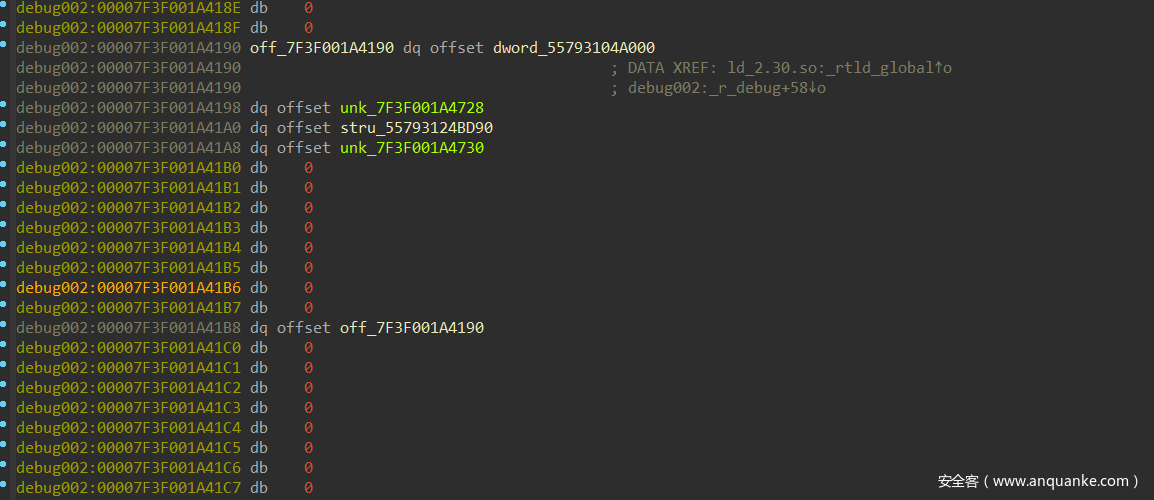 debug002:00007F3F001A418E db 0
debug002:00007F3F001A418F db 0
debug002:00007F3F001A4190 off_7F3F001A4190 dq offset dword_55793104A000
debug002:00007F3F001A4190 ; DATA XREF: ld_2.30.so:_rtld_global↑o
debug002:00007F3F001A4190 ; debug002:_r_debug+58↓o
debug002:00007F3F001A4198 dq offset unk_7F3F001A4728
debug002:00007F3F001A41A0 dq offset stru_55793124BD90
debug002:00007F3F001A41A8 dq offset unk_7F3F001A4730
debug002:00007F3F001A41B0 db 0
debug002:00007F3F001A41B1 db 0
debug002:00007F3F001A41B2 db 0
debug002:00007F3F001A41B3 db 0
debug002:00007F3F001A41B4 db 0
debug002:00007F3F001A41B5 db 0
debug002:00007F3F001A41B6 db 0
debug002:00007F3F001A41B7 db 0
debug002:00007F3F001A41B8 dq offset off_7F3F001A4190
debug002:00007F3F001A41C0 db 0
debug002:00007F3F001A41C1 db 0
debug002:00007F3F001A41C2 db 0
debug002:00007F3F001A41C3 db 0
debug002:00007F3F001A41C4 db 0
debug002:00007F3F001A41C5 db 0
debug002:00007F3F001A41C6 db 0
debug002:00007F3F001A41C7 db 0
安全客（www.anquanke.com）